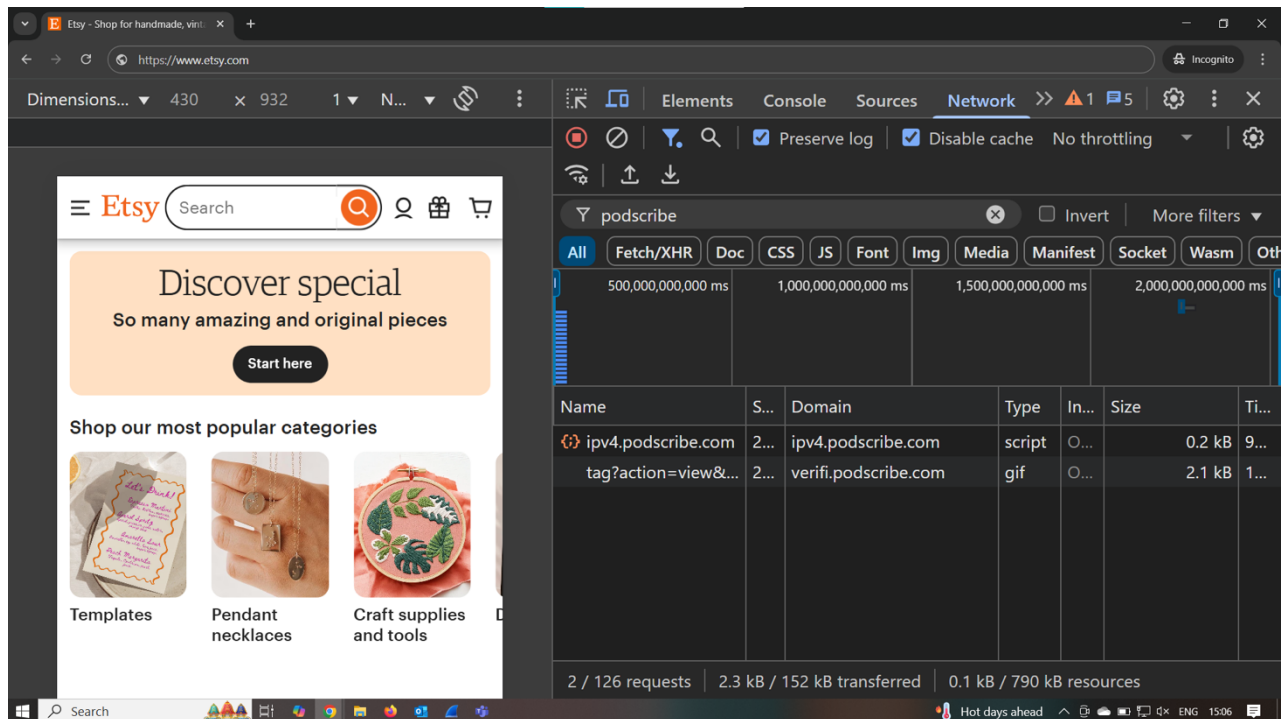 Etsy - Shop for handmade, vint
https://www.etsy.com
Incognito
Dimensions... 430 × 932 1 N...
Elements Console Sources Network 1 5
Preserve log Disable cache No throttling
podscribe Invert More filters
All Fetch/XHR Doc CSS JS Font Img Media Manifest Socket Wasm Oth
500,000,000,000 ms 1,000,000,000,000 ms 1,500,000,000,000 ms 2,000,000,000,000 ms
Name S... Domain Type In... Size Ti...
ipv4.podscribe.com 2... ipv4.podscribe.com script O... 0.2 kB 9...
tag?action=view&... 2... verifi.podscribe.com gif O... 2.1 kB 1...
2 / 126 requests 2.3 kB / 152 kB transferred 0.1 kB / 790 kB resources
Etsy Search
Discover special
So many amazing and original pieces
Start here
Shop our most popular categories
Let's Drink!
Templates
Pendant
necklaces
Craft supplies
and tools
Search
Hot days ahead ENG 15:06